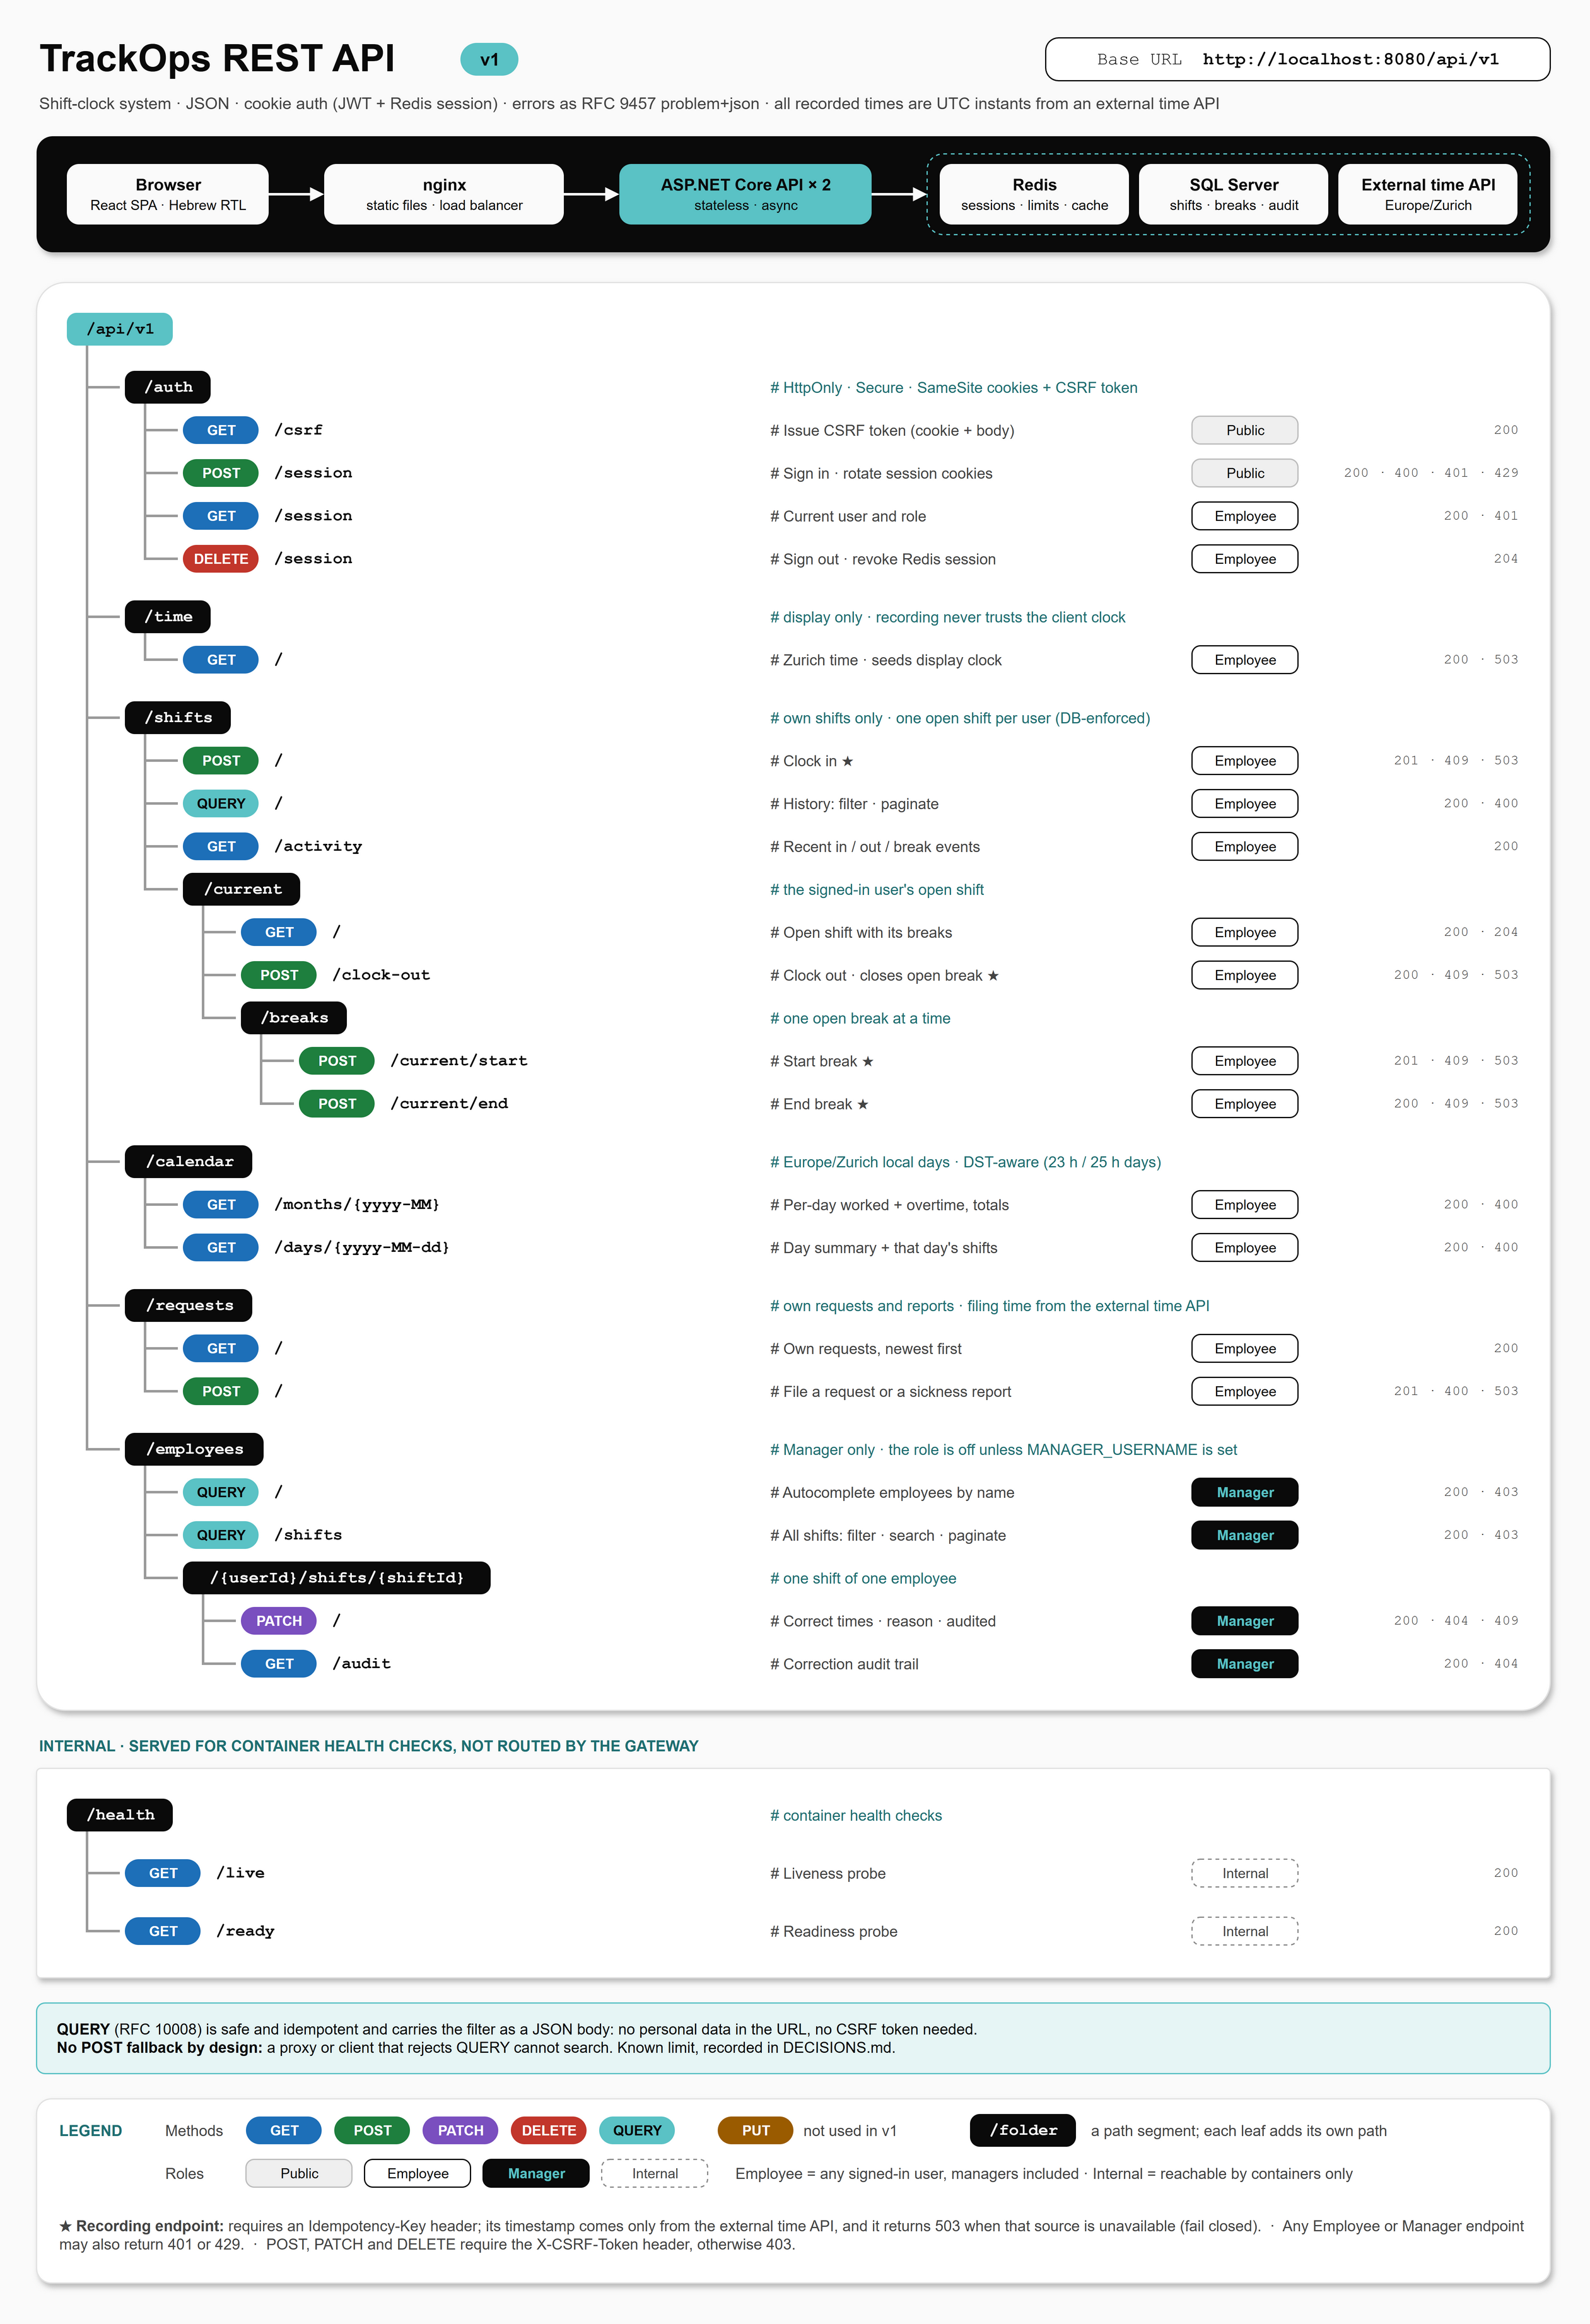 TrackOps REST API v1 Base URL http://localhost:8080/api/v1
Shift-clock system · JSON · cookie auth (JWT + Redis session) · errors as RFC 9457 problem+json · all recorded times are UTC instants from an external time API
Browser nginx ASP.NET Core API × 2 Redis SQL Server External time API
React SPA · Hebrew RTL static files · load balancer stateless · async sessions · limits · cache shifts · breaks · audit Europe/Zurich
/api/v1
/auth # HttpOnly · Secure · SameSite cookies + CSRF token
GET /csrf # Issue CSRF token (cookie + body) Public 200
POST /session # Sign in · rotate session cookies Public 200 · 400 · 401 · 429
GET /session # Current user and role Employee 200 · 401
DELETE /session # Sign out · revoke Redis session Employee 204
/time # display only · recording never trusts the client clock
GET / # Zurich time · seeds display clock Employee 200 · 503
/shifts # own shifts only · one open shift per user (DB-enforced)
POST / # Clock in ★ Employee 201 · 409 · 503
QUERY / # History: filter · paginate Employee 200 · 400
GET /activity # Recent in / out / break events Employee 200
/current # the signed-in user's open shift
GET / # Open shift with its breaks Employee 200 · 204
POST /clock-out # Clock out · closes open break ★ Employee 200 · 409 · 503
/breaks # one open break at a time
POST /current/start # Start break ★ Employee 201 · 409 · 503
POST /current/end # End break ★ Employee 200 · 409 · 503
/calendar # Europe/Zurich local days · DST-aware (23 h / 25 h days)
GET /months/{yyyy-MM} # Per-day worked + overtime, totals Employee 200 · 400
GET /days/{yyyy-MM-dd} # Day summary + that day's shifts Employee 200 · 400
/requests # own requests and reports · filing time from the external time API
GET / # Own requests, newest first Employee 200
POST / # File a request or a sickness report Employee 201 · 400 · 503
/employees # Manager only · the role is off unless MANAGER_USERNAME is set
QUERY / # Autocomplete employees by name Manager 200 · 403
QUERY /shifts # All shifts: filter · search · paginate Manager 200 · 403
/{userId}/shifts/{shiftId} # one shift of one employee
PATCH / # Correct times · reason · audited Manager 200 · 404 · 409
GET /audit # Correction audit trail Manager 200 · 404
INTERNAL · SERVED FOR CONTAINER HEALTH CHECKS, NOT ROUTED BY THE GATEWAY
/health # container health checks
GET /live # Liveness probe Internal 200
GET /ready # Readiness probe Internal 200
QUERY (RFC 10008) is safe and idempotent and carries the filter as a JSON body: no personal data in the URL, no CSRF token needed.
No POST fallback by design: a proxy or client that rejects QUERY cannot search. Known limit, recorded in DECISIONS.md.
LEGEND Methods GET POST PATCH DELETE QUERY PUT not used in v1 /folder a path segment; each leaf adds its own path
Roles Public Employee Manager Internal Employee = any signed-in user, managers included · Internal = reachable by containers only
★ Recording endpoint: requires an Idempotency-Key header; its timestamp comes only from the external time API, and it returns 503 when that source is unavailable (fail closed). · Any Employee or Manager endpoint
may also return 401 or 429. · POST, PATCH and DELETE require the X-CSRF-Token header, otherwise 403.